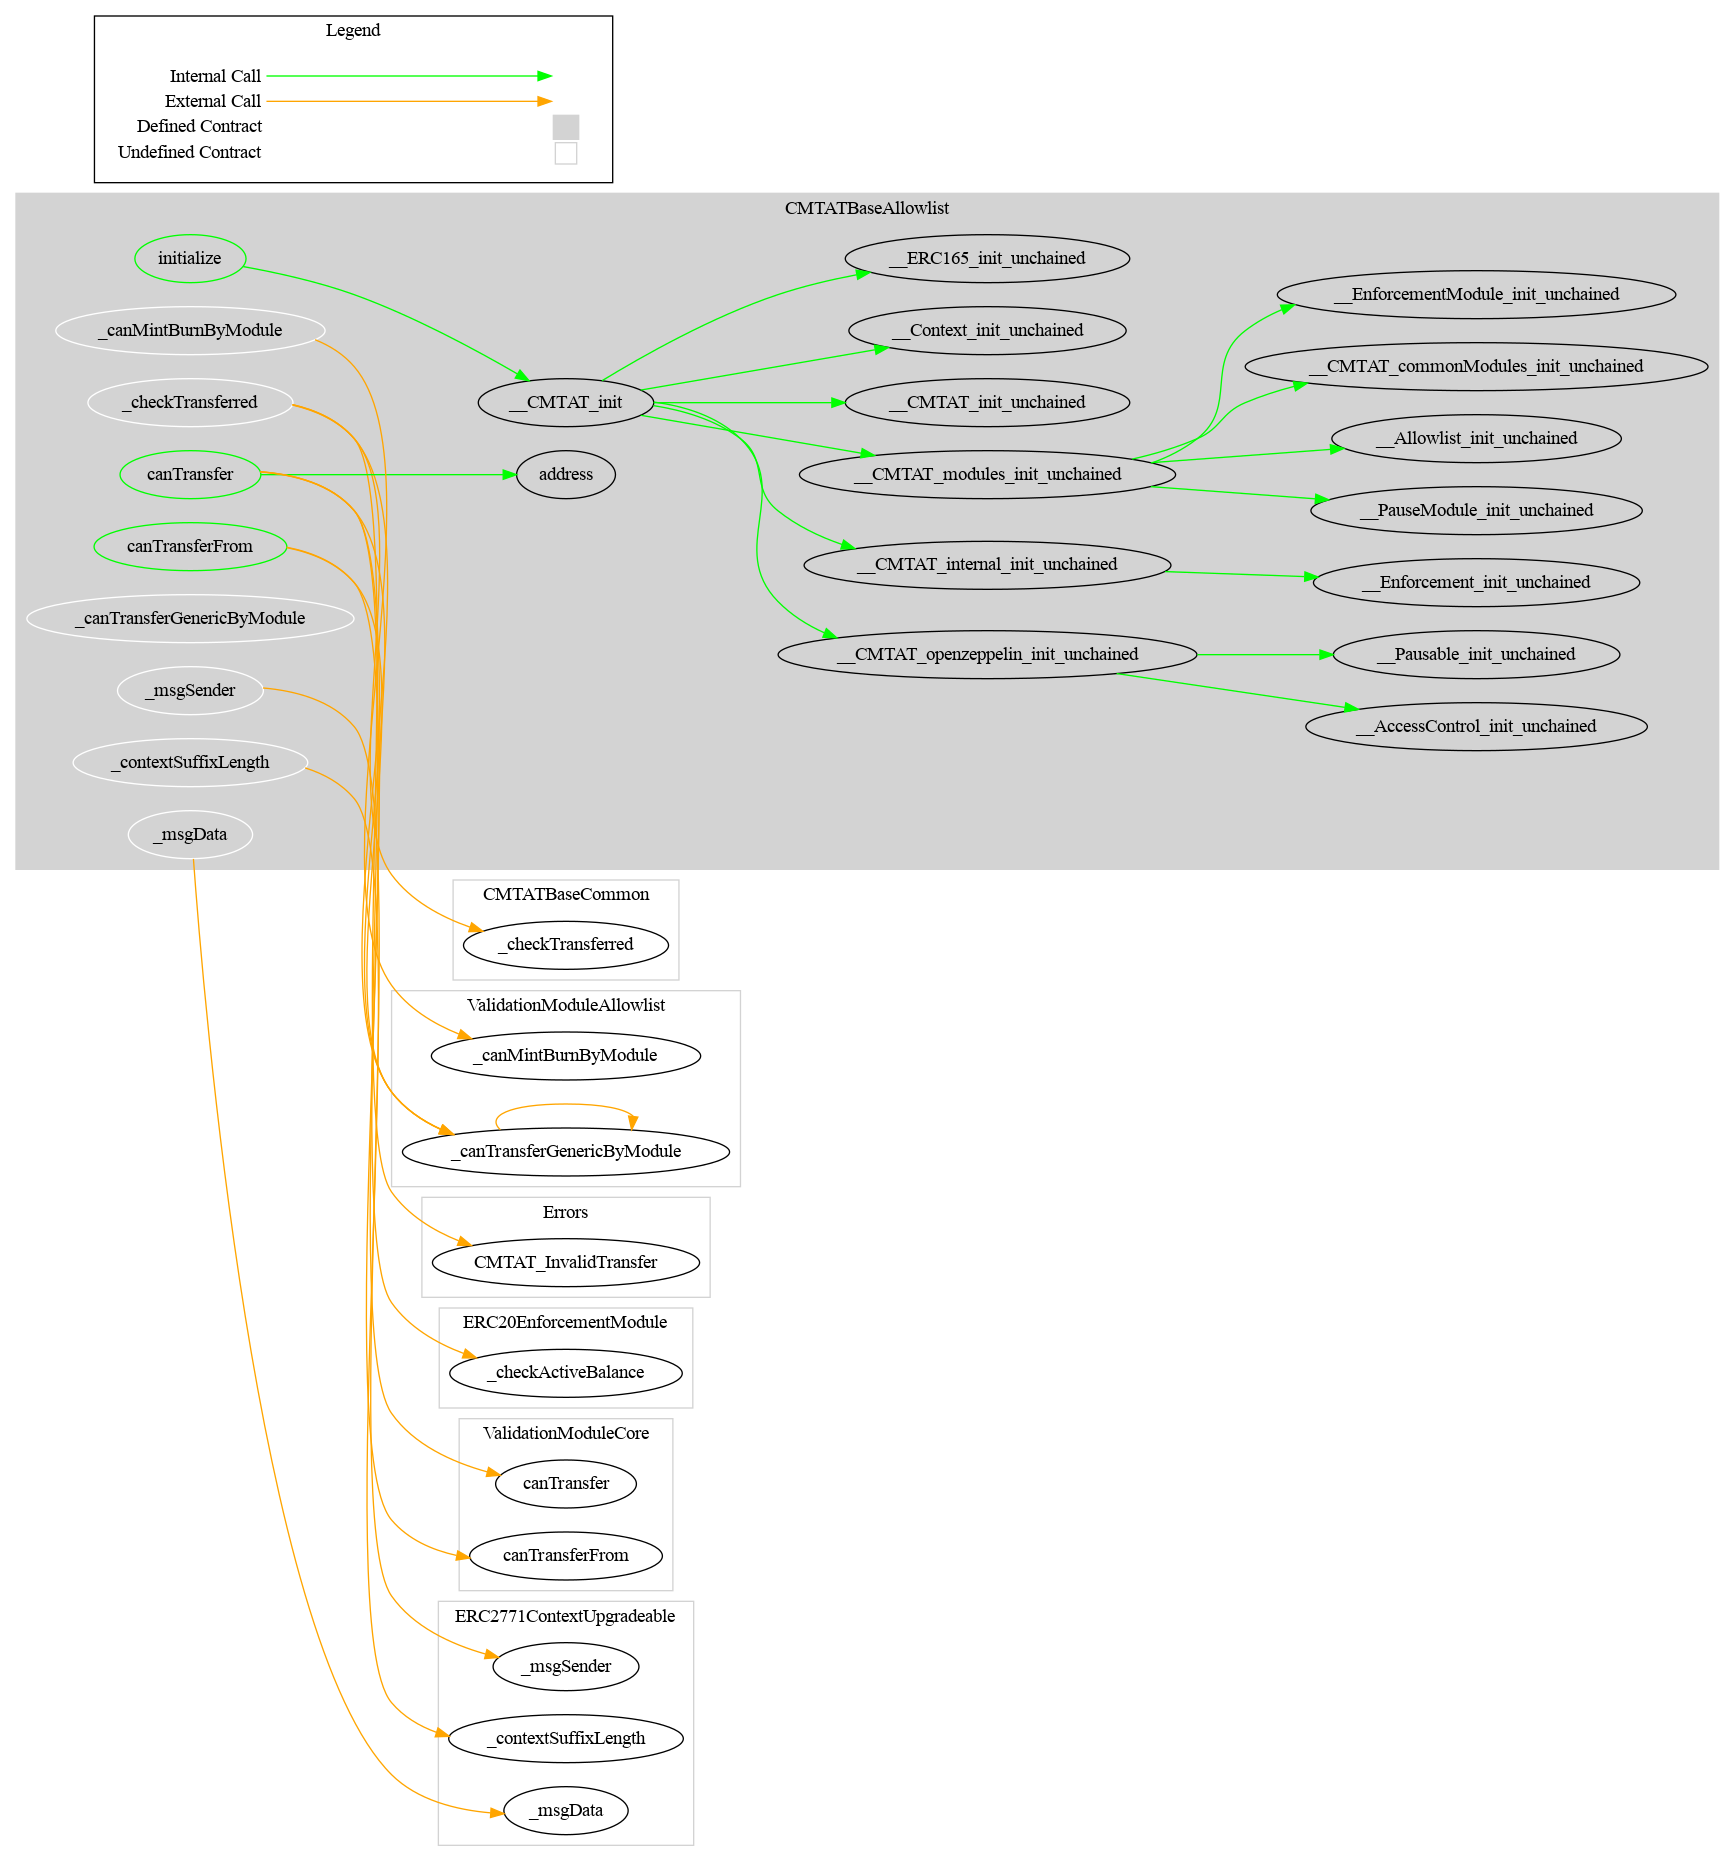 Legend
Internal Call
External Call
Defined Contract
Undefined Contract
CMTATBaseAllowlist
initialize
_canMintBurnByModule
_checkTransferred
canTransfer
canTransferFrom
_canTransferGenericByModule
_msgSender
_contextSuffixLength
_msgData
__CMTAT_init
address
__ERC165_init_unchained
__Context_init_unchained
__CMTAT_init_unchained
__CMTAT_modules_init_unchained
__CMTAT_internal_init_unchained
__CMTAT_openzeppelin_init_unchained
__EnforcementModule_init_unchained
__CMTAT_commonModules_init_unchained
__Allowlist_init_unchained
__PauseModule_init_unchained
__Enforcement_init_unchained
__Pausable_init_unchained
__AccessControl_init_unchained
CMTATBaseCommon
_checkTransferred
ValidationModuleAllowlist
_canMintBurnByModule
_canTransferGenericByModule
Errors
CMTAT_InvalidTransfer
ERC20EnforcementModule
_checkActiveBalance
ValidationModuleCore
canTransfer
canTransferFrom
ERC2771ContextUpgradeable
_msgSender
_contextSuffixLength
_msgData